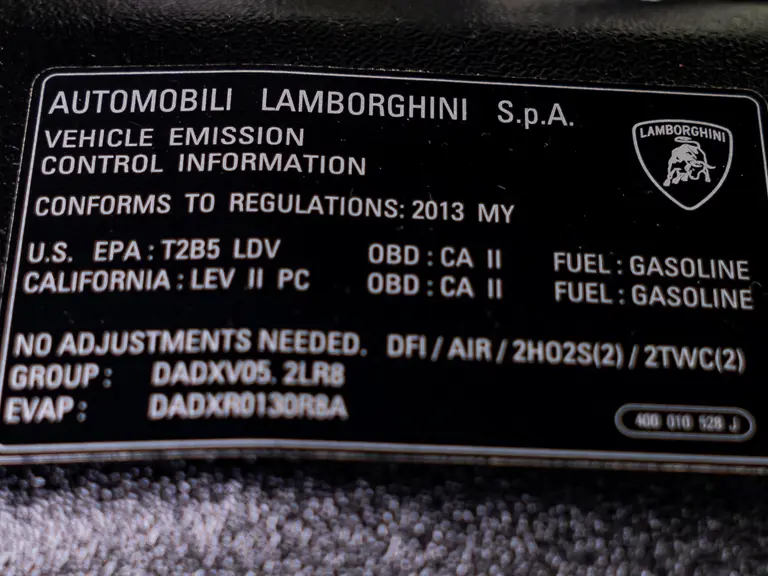 AUTOMOBILI LAMBORGHINI S.p.A.
LAMBORGHINI
VEHICLE EMISSION
CONTROL INFORMATION
CONFORMS TO REGULATIONS: 2013 MY
U.S. EPA : T2B5 LDV OBD : CA II FUEL : GASOLINE
CALIFORNIA : LEV II PC OBD : CA II FUEL : GASOLINE
NO ADJUSTMENTS NEEDED. DFI / AIR / 2HO2S(2) / 2TWC(2)
GROUP: DADXV05.2LR8
EVAP: DADXR0130R8A
400 010 528 J